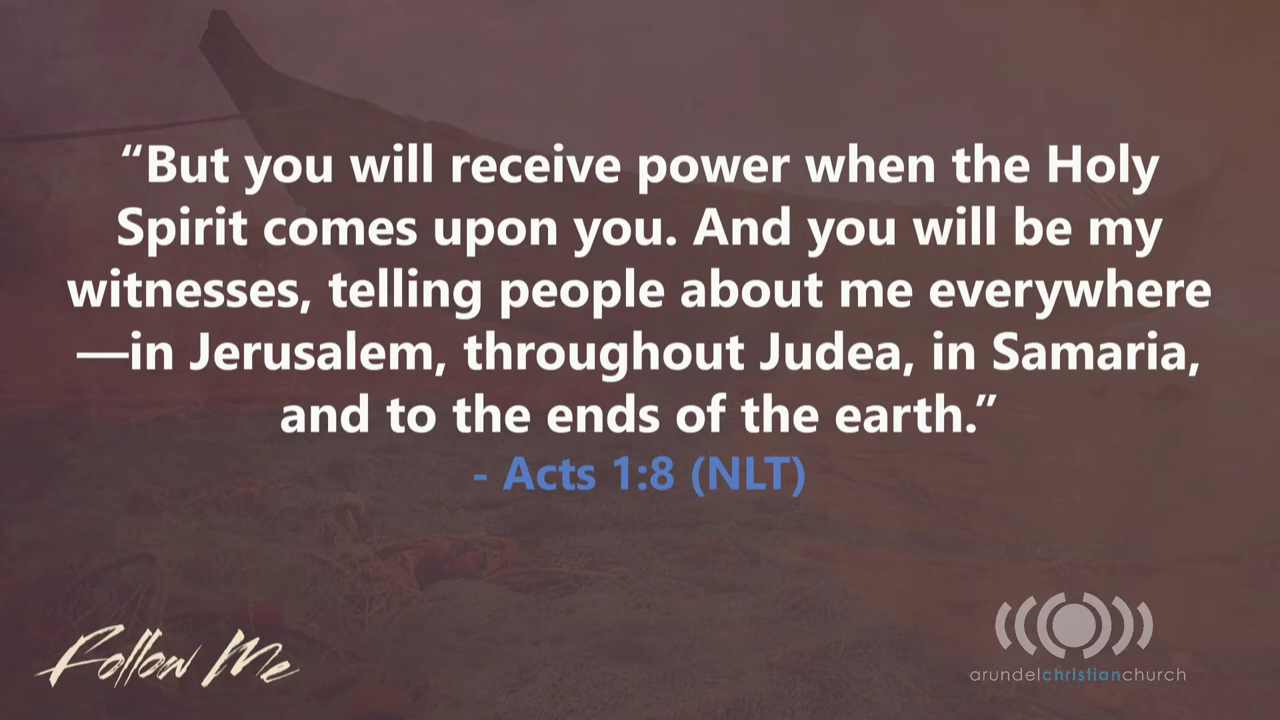 “But you will receive power when the Holy
Spirit comes upon you. And you will be my
witnesses, telling people about me everywhere
—in Jerusalem, throughout Judea, in Samaria,
and to the ends of the earth.”
- Acts 1:8 (NLT)
Follow Me
arundelchristianchurch